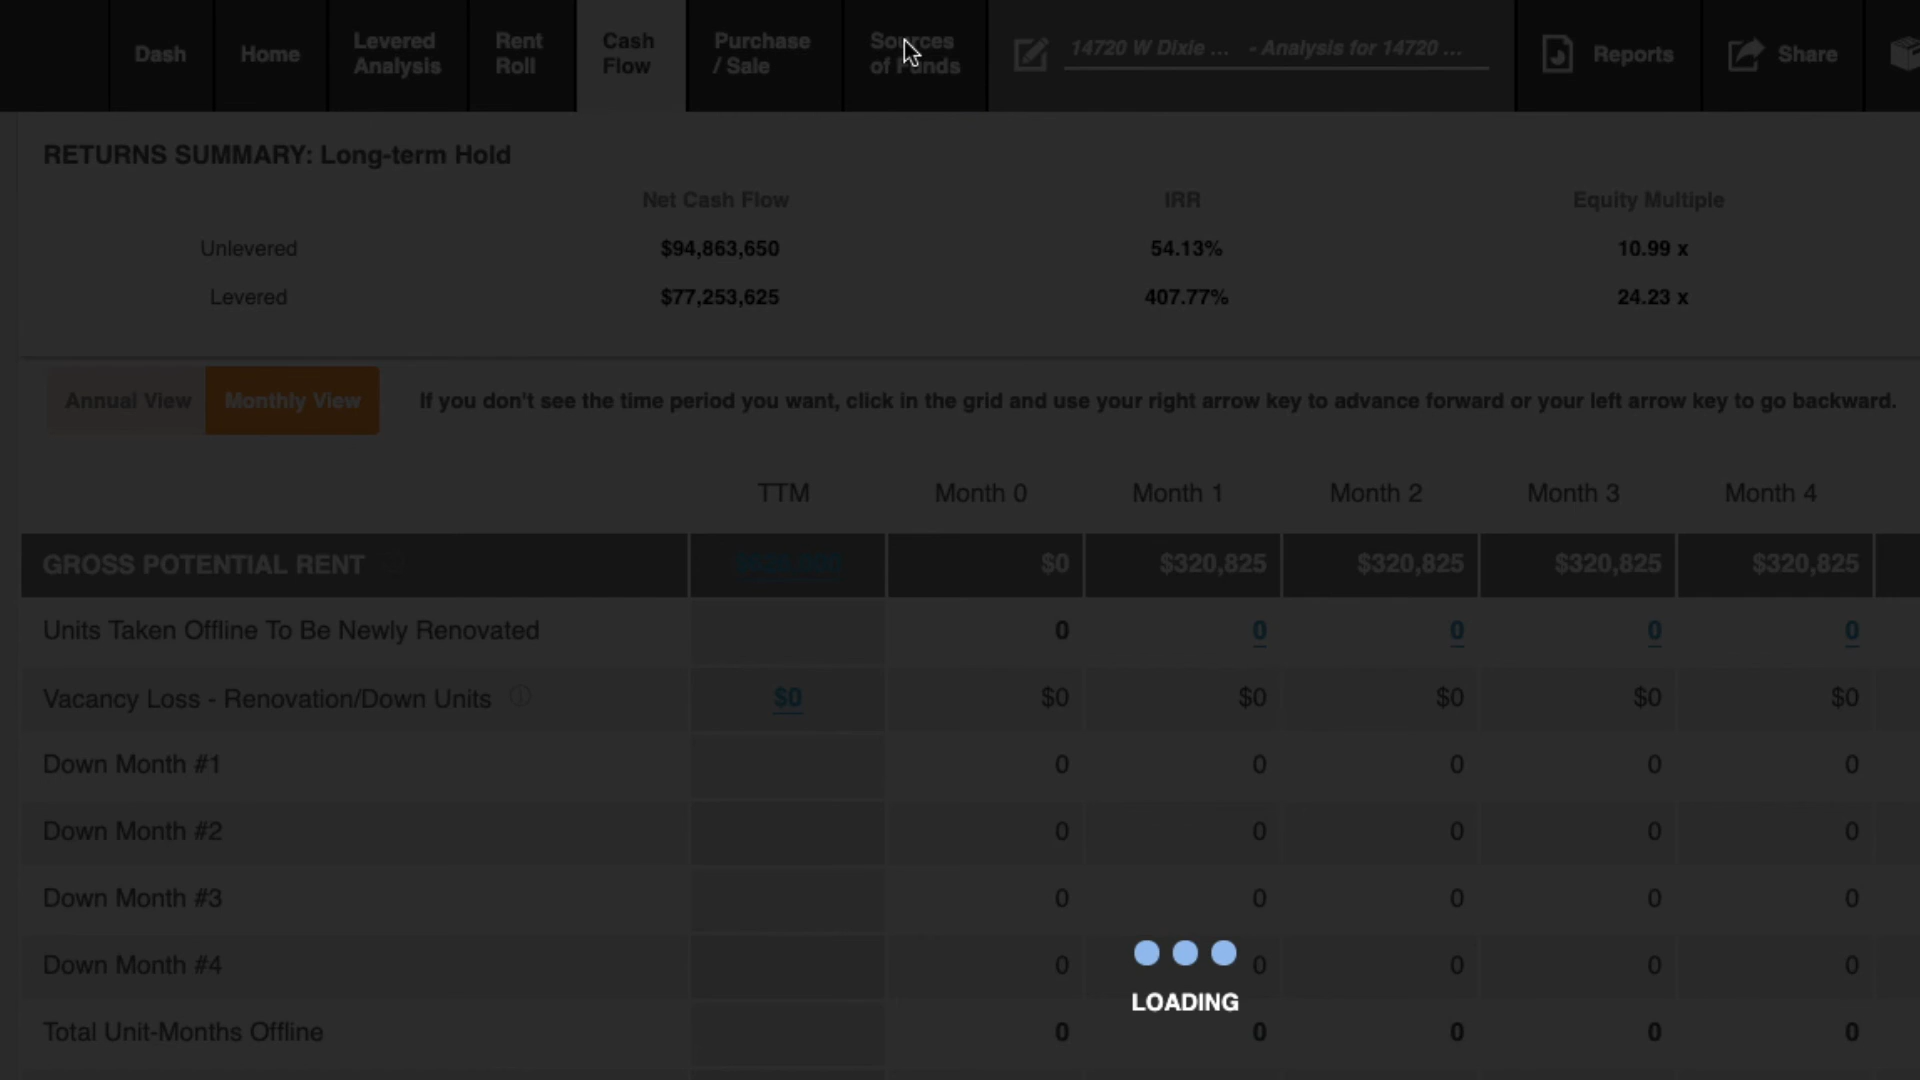 Dash
Home
Levered
Analysis
Rent
Roll
Cash
Flow
Purchase
/ Sale
Sources
of Funds
14720 W Dixie ... - Analysis for 14720 ...
Reports
Share
RETURNS SUMMARY: Long-term Hold
Net Cash Flow IRR Equity Multiple
Unlevered $94,863,650 54.13% 10.99 x
Levered $77,253,625 407.77% 24.23 x
Annual View Monthly View If you don't see the time period you want, click in the grid and use your right arrow key to advance forward or your left arrow key to go backward.
TTM Month 0 Month 1 Month 2 Month 3 Month 4
GROSS POTENTIAL RENT $0 $320,825 $320,825 $320,825 $320,825
Units Taken Offline To Be Newly Renovated 0 0 0 0 0
Vacancy Loss - Renovation/Down Units $0 $0 $0 $0 $0 $0
Down Month #1 0 0 0 0 0
Down Month #2 0 0 0 0 0
Down Month #3 0 0 0 0 0
Down Month #4 0 0 0 0 0
LOADING
Total Unit-Months Offline 0 0 0 0 0